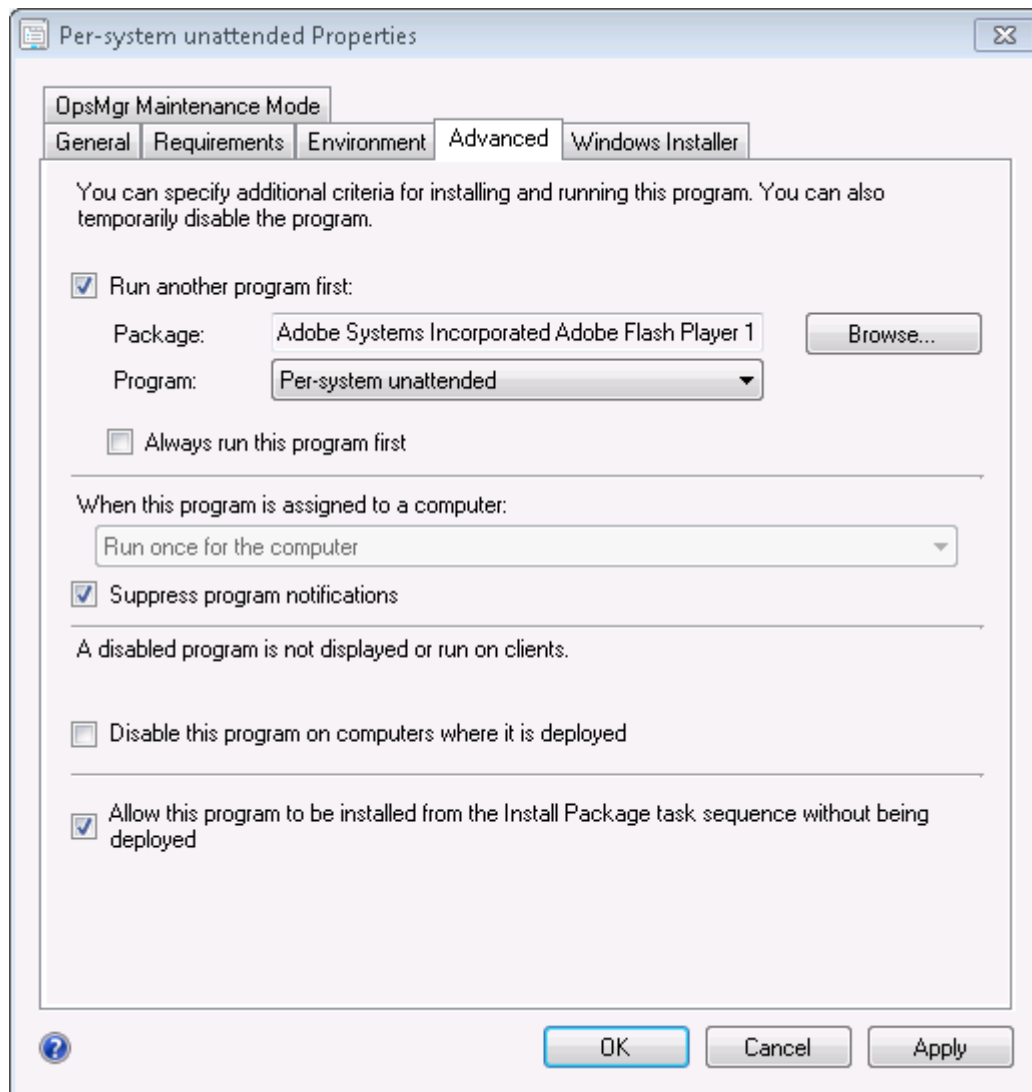 Per-system unattended Properties
OpsMgr Maintenance Mode
General Requirements Environment Advanced Windows Installer
You can specify additional criteria for installing and running this program. You can also
temporarily disable the program.
Run another program first:
Package: Adobe Systems Incorporated Adobe Flash Player 1 Browse...
Program: Per-system unattended
Always run this program first
When this program is assigned to a computer:
Run once for the computer
Suppress program notifications
A disabled program is not displayed or run on clients.
Disable this program on computers where it is deployed
Allow this program to be installed from the Install Package task sequence without being
deployed
OK Cancel Apply